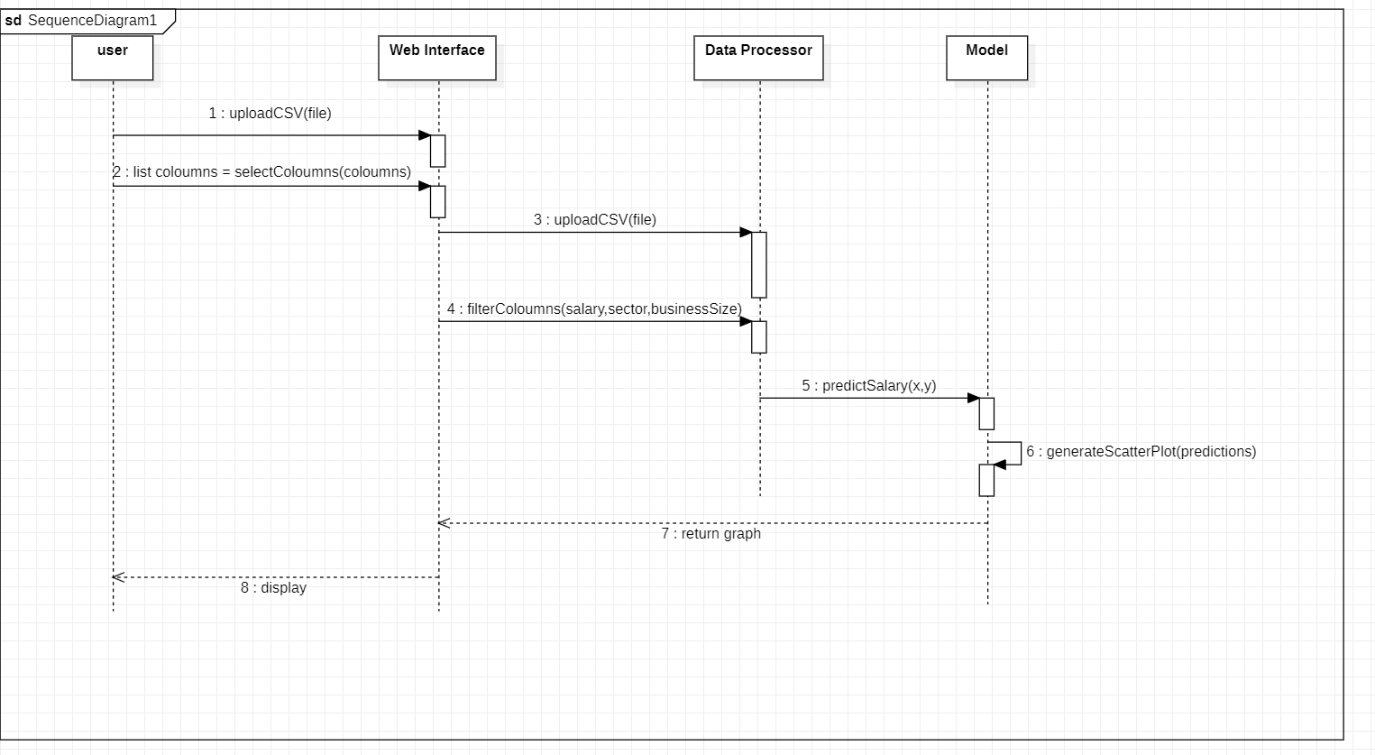 sd SequenceDiagram1
user
Web Interface
Data Processor
Model
1 : uploadCSV(file)
2 : list coloumns = selectColoumns(coloumns)
3 : uploadCSV(file)
4 : filterColoumns(salary,sector,businessSize)
5 : predictSalary(x,y)
6 : generateScatterPlot(predictions)
7 : return graph
8 : display